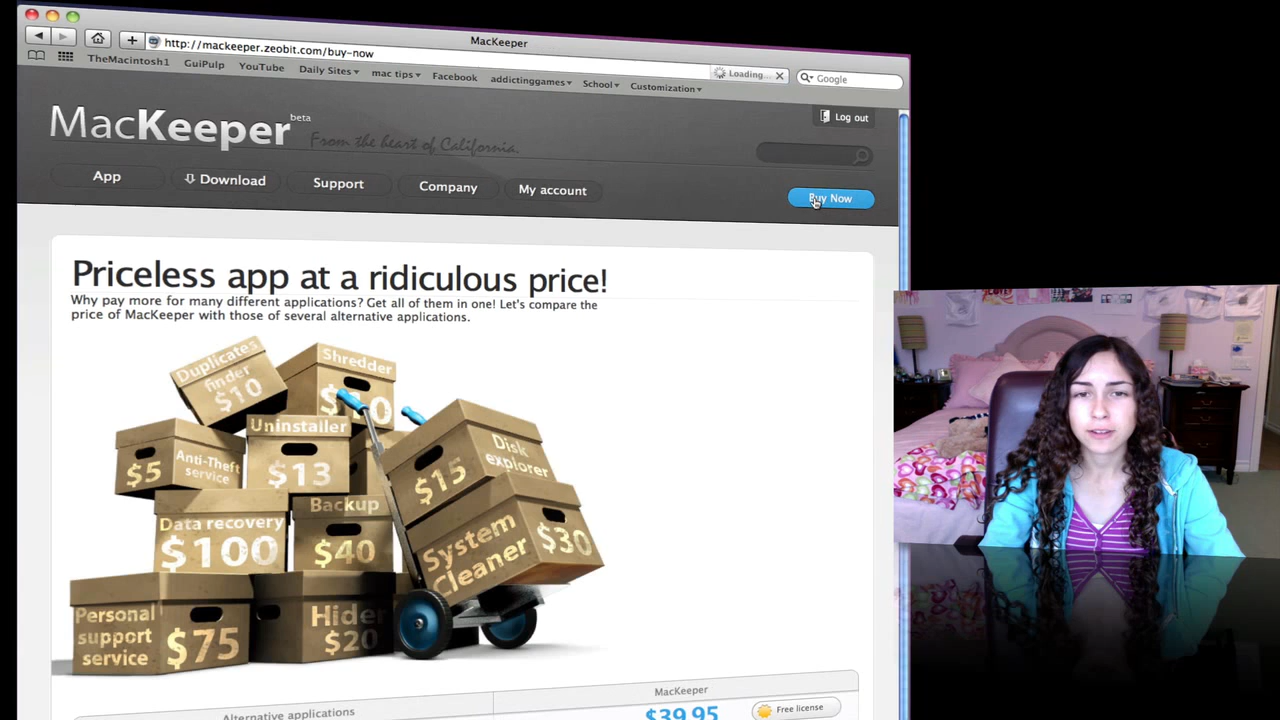 MacKeeper
http://mackeeper.zeobit.com/buy-now
Loading...
Google
TheMacintosh1
GuiPulp
YouTube
Daily Sites
mac tips
Facebook
addictinggames
School
Customization
MacKeeper beta
From the heart of California.
Log out
App
Download
Support
Company
My account
Buy Now
Priceless app at a ridiculous price!
Why pay more for many different applications? Get all of them in one! Let's compare the
price of MacKeeper with those of several alternative applications.
Duplicates
finder
$10
Shredder
$10
$5
Anti-Theft
service
Uninstaller
$13
$15
Disk
explorer
Data recovery
$100
Backup
$40
System
Cleaner
$30
Personal
support
service
$75
Hider
$20
Alternative applications
MacKeeper
$39.95
Free license